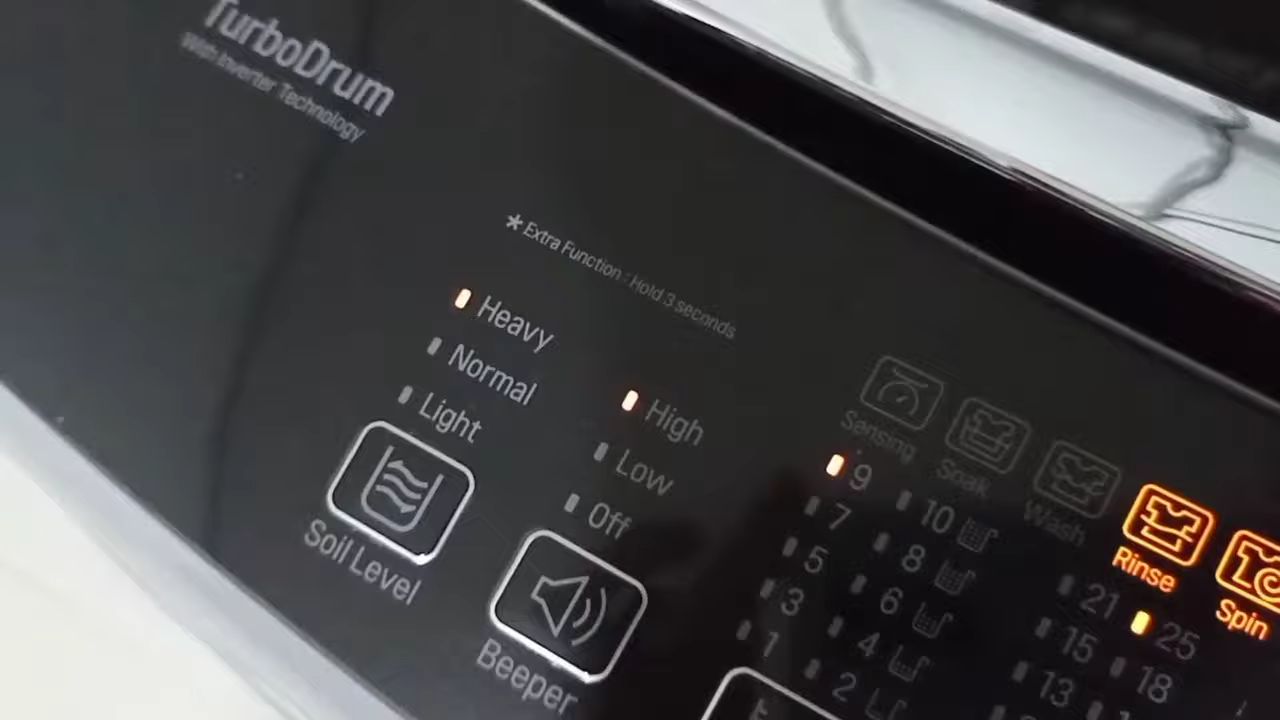 TurboDrum
With Inverter Technology
* Extra Function : Hold 3 seconds
Heavy
Normal
Light
Soil Level
High
Low
Off
Beeper
Sensing
Soak
Wash
Rinse
Spin
9 10
7 8
5 6
3 4
1 2
21 25
15 18
13